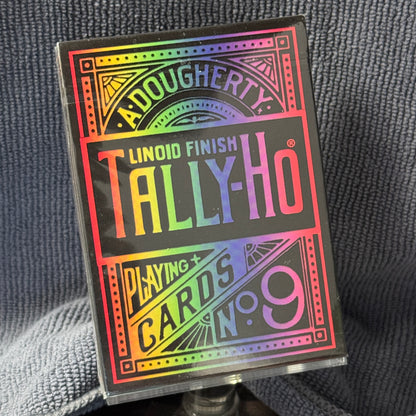 A. DOUGHERTY
LINOID FINISH
TALLY-HO®
PLAYING +
CARDS
No. 9